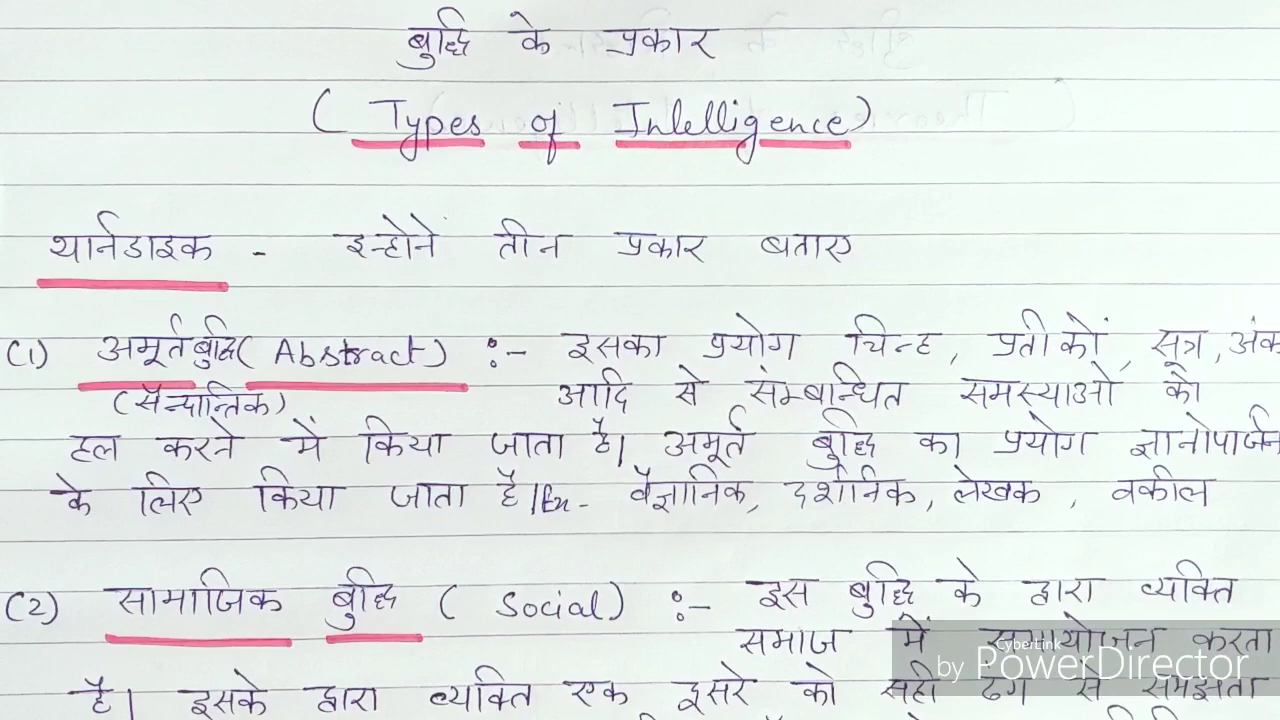 बुद्धि के प्रकार
( Types of Intelligence)
थार्नडाइक - इन्होनें तीन प्रकार बताए
(1) अमूर्त बुद्धि ( Abstract) :- इसका प्रयोग चिन्ह, प्रतीकों, सूत्र, अंक
(सैन्धान्तिक) आदि से संम्बन्धित समस्याओं को
हल करने में किया जाता है। अमूर्त बुद्धि का प्रयोग ज्ञानोपार्जन
के लिए किया जाता है। Ex- वैज्ञानिक, दर्शनिक, लेखक, वकील
(2) सामाजिक बुद्धि ( Social) :- इस बुद्धि के द्वारा व्यक्ति
समाज में समायोजन करता
है। इसके द्वारा व्यक्ति एक दूसरे को सही ढंग से समझता
CyberLink
by PowerDirector